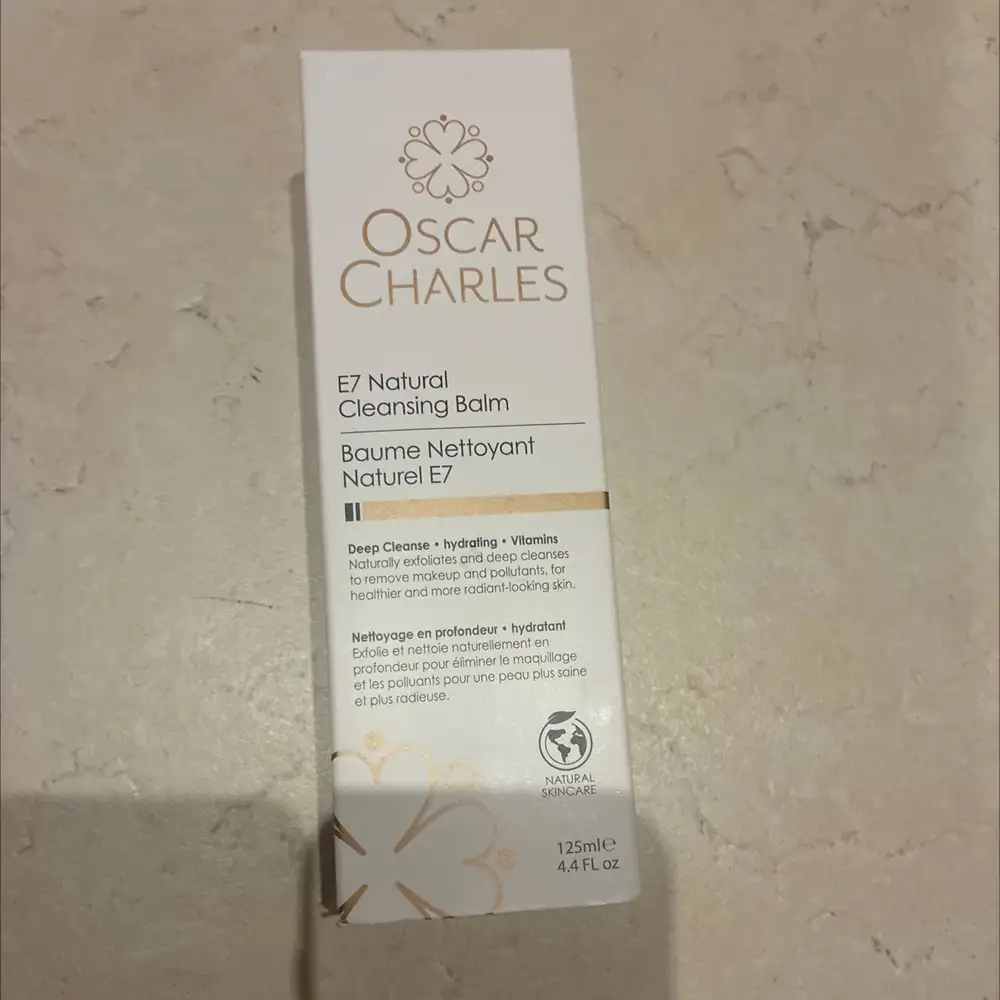 OSCAR
CHARLES
E7 Natural
Cleansing Balm
Baume Nettoyant
Naturel E7
Deep Cleanse • hydrating • Vitamins
Naturally exfoliates and deep cleanses
to remove makeup and pollutants, for
healthier and more radiant-looking skin.
Nettoyage en profondeur • hydratant
Exfolie et nettoie naturellement en
profondeur pour éliminer le maquillage
et les polluants pour une peau plus saine
et plus radieuse.
NATURAL
SKINCARE
125ml℮
4.4 FL oz